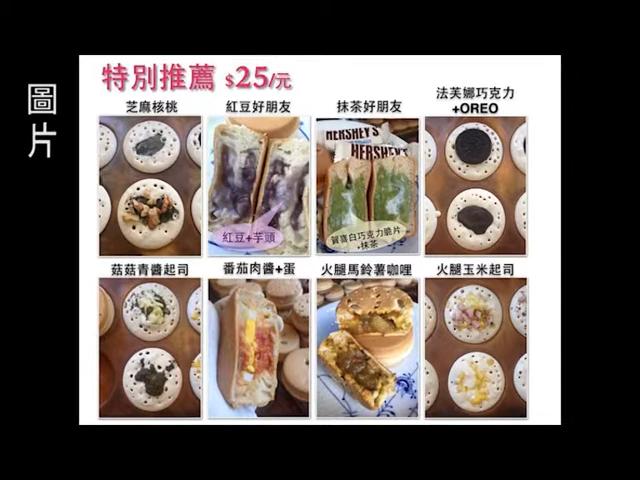 圖片
特別推薦 $25/元
芝麻核桃
紅豆好朋友
抹茶好朋友
法芙娜巧克力
+OREO
HERSHEY'S
HERSHEY'S
紅豆+芋頭
賀喜白巧克力脆片
+抹茶
菇菇青醬起司
番茄肉醬+蛋
火腿馬鈴薯咖哩
火腿玉米起司